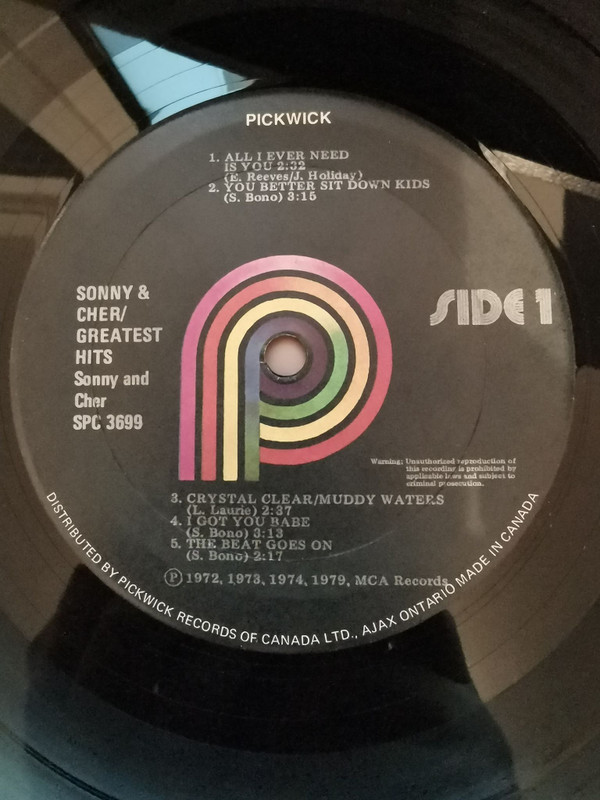 PICKWICK
1. ALL I EVER NEED
IS YOU 2:32
(E. Reeves/J. Holiday)
2. YOU BETTER SIT DOWN KIDS
(S. Bono) 3:15
SONNY &
CHER/
GREATEST
HITS
Sonny and
Cher
SPC 3699
SIDE 1
Warning: Unauthorized reproduction of
this recording is prohibited by
applicable laws and subject to
criminal prosecution.
3. CRYSTAL CLEAR/MUDDY WATERS
(L. Laurie) 2:37
4. I GOT YOU BABE
(S. Bono) 3:13
5. THE BEAT GOES ON
(S. Bono) 2:17
Ⓟ 1972, 1973, 1974, 1979, MCA Records
DISTRIBUTED BY PICKWICK RECORDS OF CANADA LTD., AJAX ONTARIO MADE IN CANADA